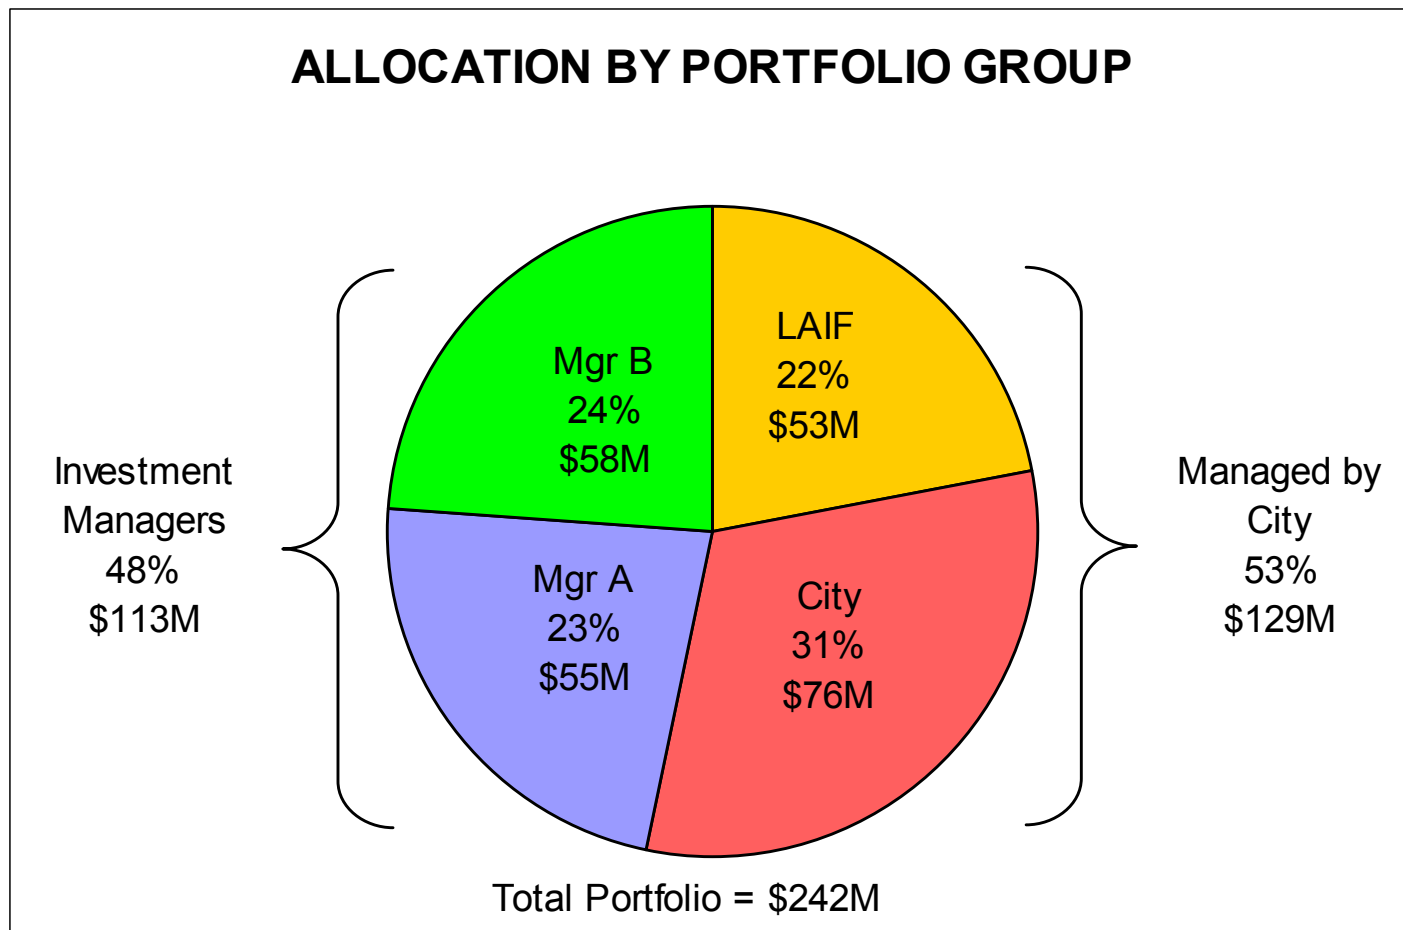 ALLOCATION BY PORTFOLIO GROUP
LAIF
22%
$53M
Mgr B
24%
$58M
Investment
Managers
48%
$113M
Managed by
City
53%
$129M
Mgr A
23%
$55M
City
31%
$76M
Total Portfolio = $242M